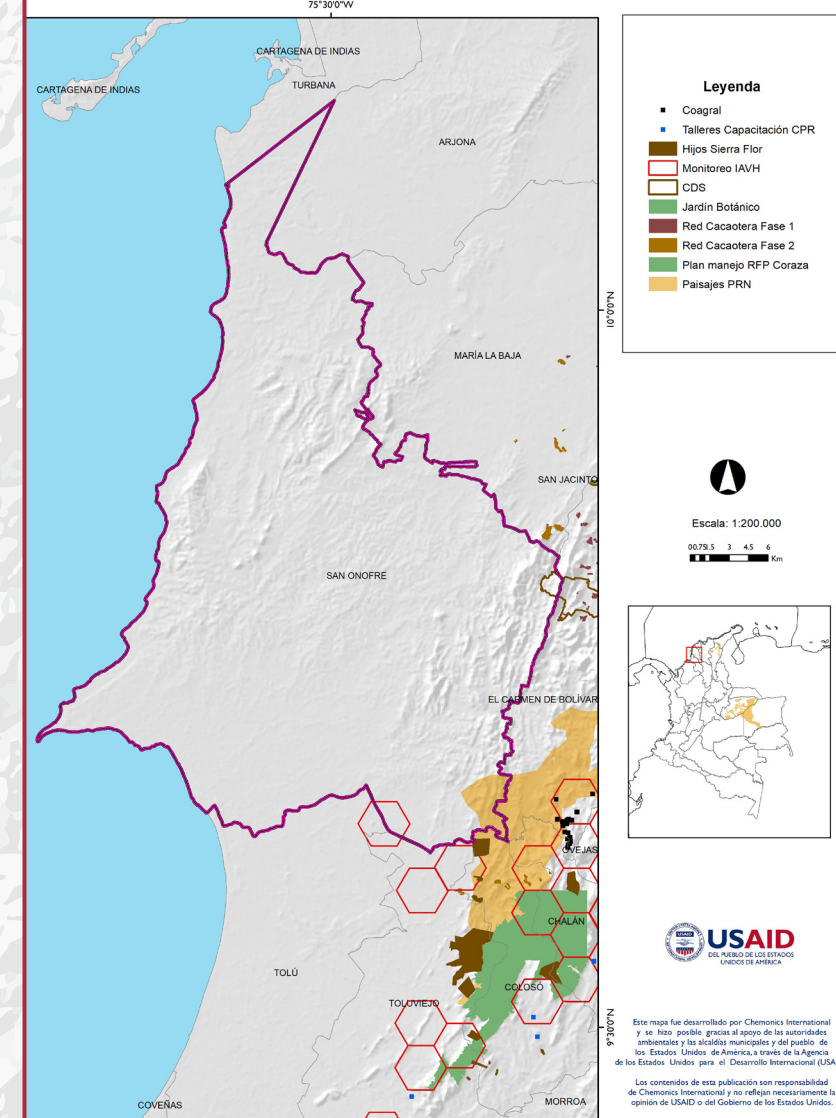 75°30'0"W
CARTAGENA DE INDIAS
CARTAGENA DE INDIAS
TURBANA
ARJONA
MARÍA LA BAJA
SAN JACINTO
SAN ONOFRE
EL CARMEN DE BOLÍVAR
OVEJAS
CHALÁN
TOLÚ
COLOSÓ
TOLUVIEJO
COVEÑAS
MORROA
10°0'0"N
9°30'0"N
Leyenda
Coagral
Talleres Capacitación CPR
Hijos Sierra Flor
Monitoreo IAVH
CDS
Jardín Botánico
Red Cacaotera Fase 1
Red Cacaotera Fase 2
Plan manejo RFP Coraza
Paisajes PRN
Escala: 1:200.000
00.751.5 3 4.5 6
Km
USAID
USAID
DEL PUEBLO DE LOS ESTADOS
UNIDOS DE AMÉRICA
Este mapa fue desarrollado por Chemonics International
y se hizo posible gracias al apoyo de las autoridades
ambientales y las alcaldías municipales y del pueblo de
los Estados Unidos de América, a través de la Agencia
de los Estados Unidos para el Desarrollo Internacional (USA
Los contenidos de esta publicación son responsabilidad
de Chemonics International y no reflejan necesariamente la
opinión de USAID o del Gobierno de los Estados Unidos.